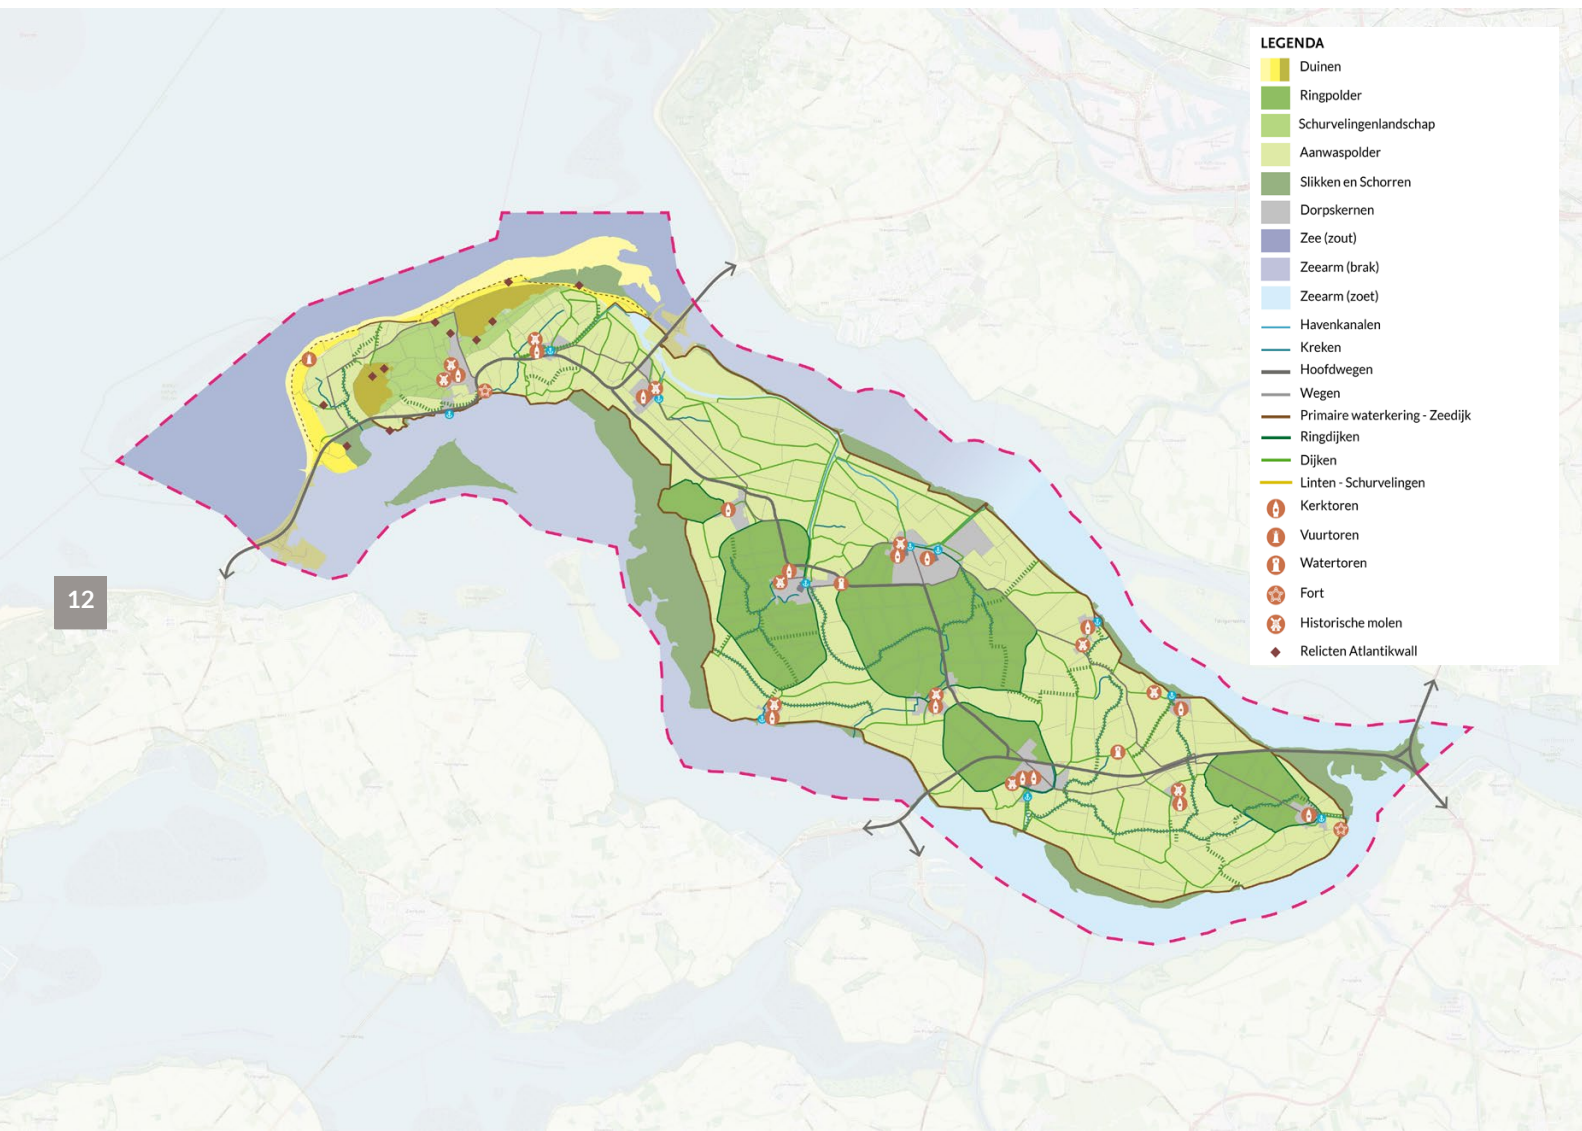 LEGENDA
Duinen
Ringpolder
Schurvelingenlandschap
Aanwaspolder
Slikken en Schorren
Dorpskernen
Zee (zout)
Zeearm (brak)
Zeearm (zoet)
Havenkanalen
Kreken
Hoofdwegen
Wegen
Primaire waterkering - Zeedijk
Ringdijken
Dijken
Linten - Schurvelingen
Kerktoren
Vuurtoren
Watertoren
Fort
Historische molen
Relicten Atlantikwall
12